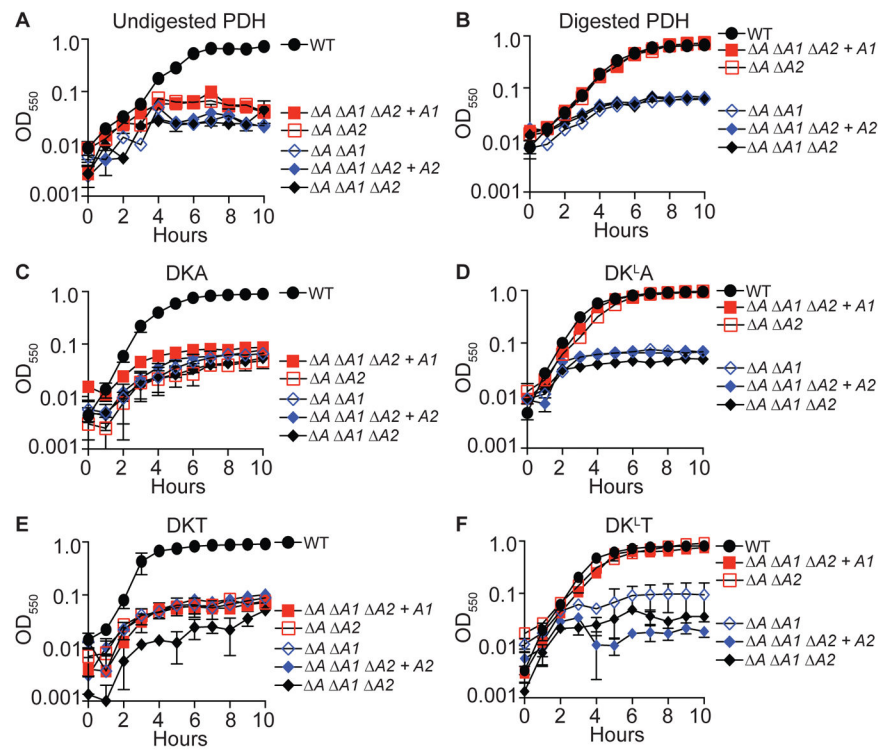 A Undigested PDH
1.0
0.1
0.01
0.001
OD550
0 2 4 6 8 10
Hours
WT
ΔA ΔA1 ΔA2 + A1
ΔA ΔA2
ΔA ΔA1
ΔA ΔA1 ΔA2 + A2
ΔA ΔA1 ΔA2
B Digested PDH
1.0
0.1
0.01
0.001
OD550
0 2 4 6 8 10
Hours
WT
ΔA ΔA1 ΔA2 + A1
ΔA ΔA2
ΔA ΔA1
ΔA ΔA1 ΔA2 + A2
ΔA ΔA1 ΔA2
C DKA
1.0
0.1
0.01
0.001
OD550
0 2 4 6 8 10
Hours
WT
ΔA ΔA1 ΔA2 + A1
ΔA ΔA2
ΔA ΔA1
ΔA ΔA1 ΔA2 + A2
ΔA ΔA1 ΔA2
D DKᴸA
1.0
0.1
0.01
0.001
OD550
0 2 4 6 8 10
Hours
WT
ΔA ΔA1 ΔA2 + A1
ΔA ΔA2
ΔA ΔA1
ΔA ΔA1 ΔA2 + A2
ΔA ΔA1 ΔA2
E DKT
1.0
0.1
0.01
0.001
OD550
0 2 4 6 8 10
Hours
WT
ΔA ΔA1 ΔA2 + A1
ΔA ΔA2
ΔA ΔA1
ΔA ΔA1 ΔA2 + A2
ΔA ΔA1 ΔA2
F DKᴸT
1.0
0.1
0.01
0.001
OD550
0 2 4 6 8 10
Hours
WT
ΔA ΔA1 ΔA2 + A1
ΔA ΔA2
ΔA ΔA1
ΔA ΔA1 ΔA2 + A2
ΔA ΔA1 ΔA2